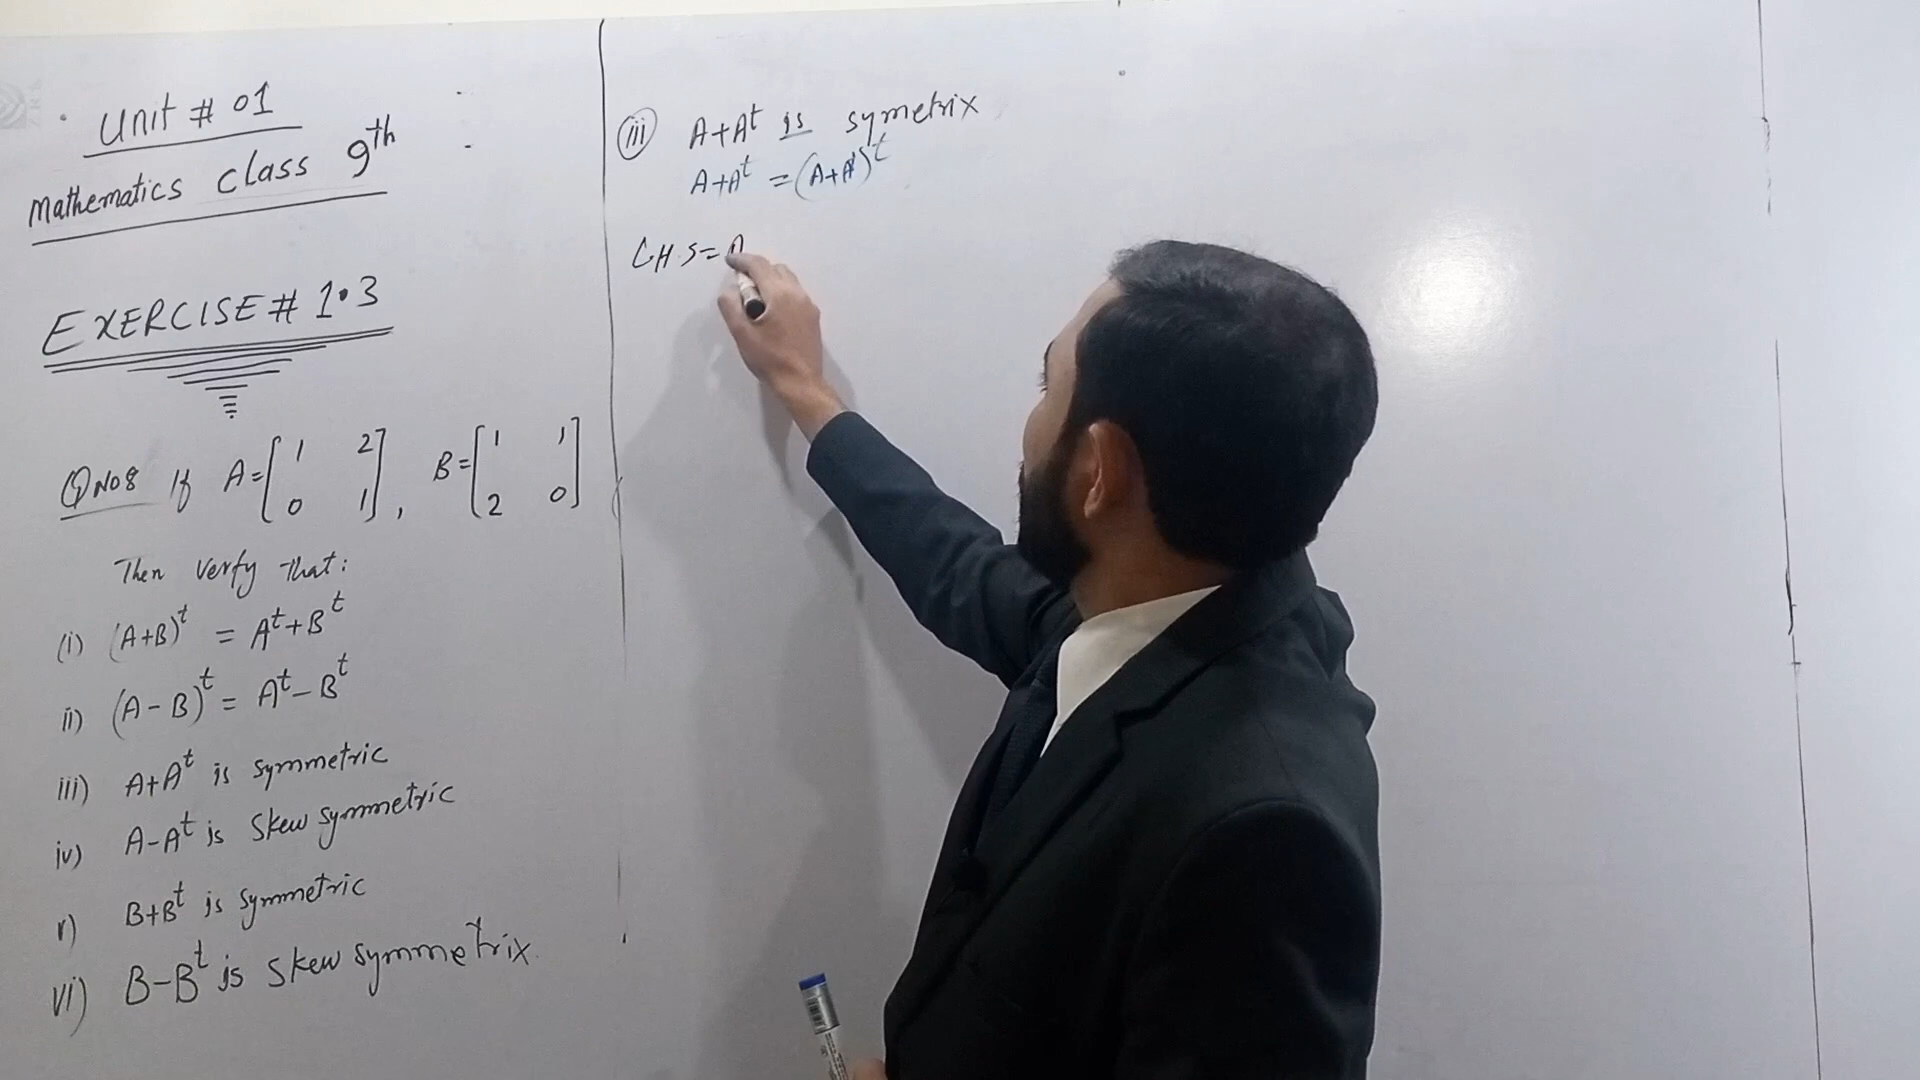 Unit # 01
Mathematics class 9th
EXERCISE # 1.3
Q No 8 If A=[1 2
0 1], B=[1 1
2 0]
Then verfy that:
(i) (A+B)^t = A^t+B^t
ii) (A-B)^t = A^t-B^t
iii) A+A^t is symmetric
iv) A-A^t is Skew symmetric
v) B+B^t is symmetric
vi) B-B^t is skew symmetrix.
(iii) A+A^t is symetrix
A+A^t = (A+A^t)^t
L.H.S=A